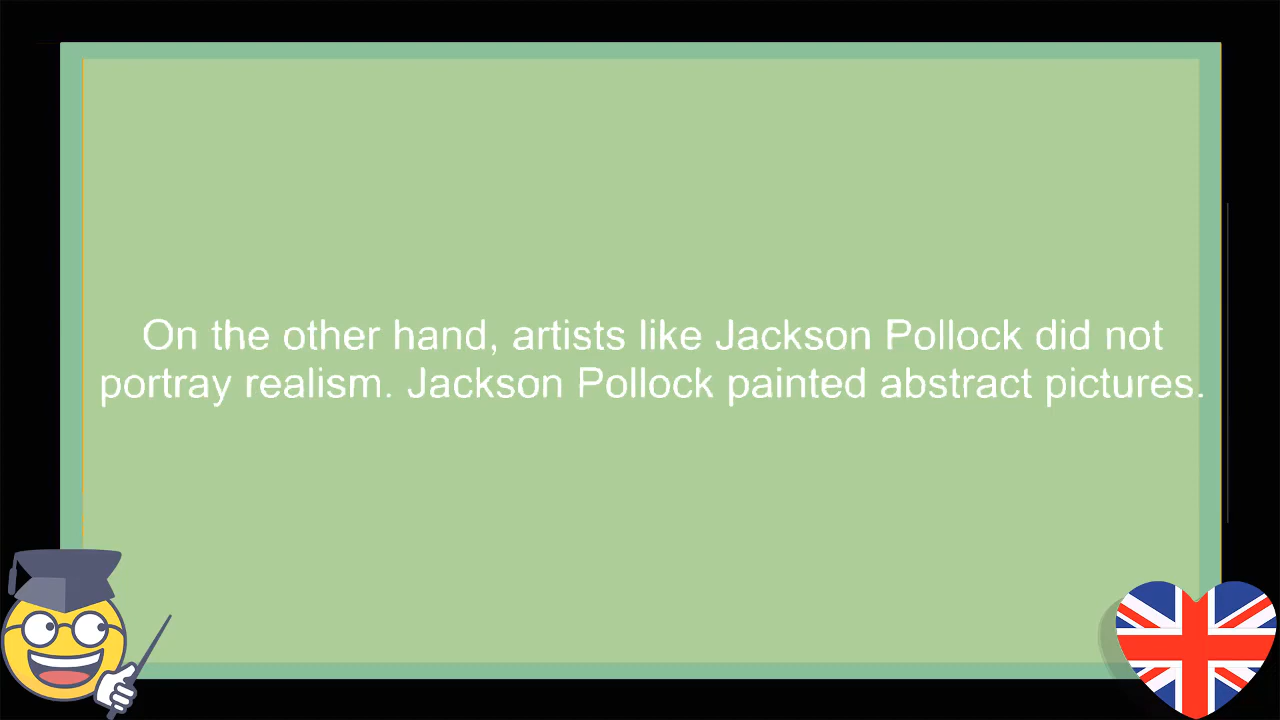 On the other hand, artists like Jackson Pollock did not
portray realism. Jackson Pollock painted abstract pictures.